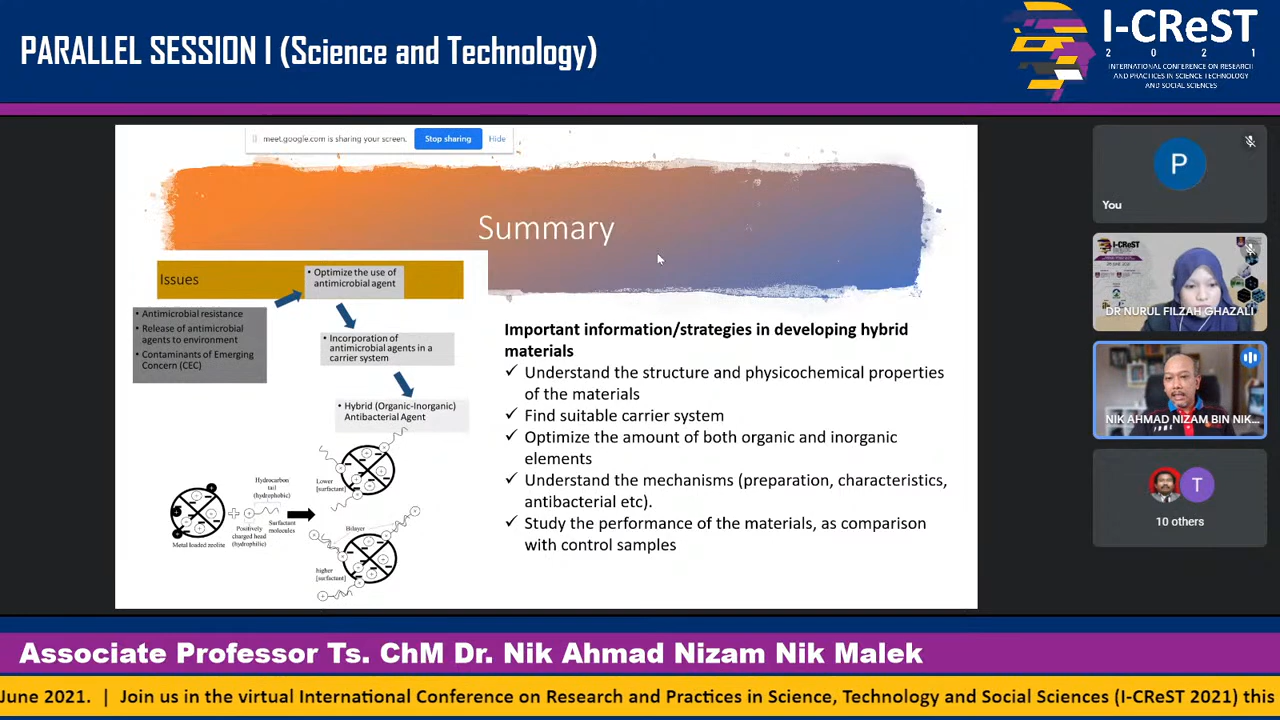 PARALLEL SESSION I (Science and Technology)
I-CReST
2 0 2 1
INTERNATIONAL CONFERENCE ON RESEARCH
AND PRACTICES IN SCIENCE TECHNOLOGY
AND SOCIAL SCIENCES
meet.google.com is sharing your screen.
Stop sharing
Hide
Summary
Issues
• Optimize the use of
antimicrobial agent
• Antimicrobial resistance
• Release of antimicrobial
agents to environment
• Contaminants of Emerging
Concern (CEC)
• Incorporation of
antimicrobial agents in a
carrier system
• Hybrid (Organic-Inorganic)
Antibacterial Agent
Metal loaded zeolite
Hydrocarbon
tail
(hydrophobic)
Positively
charged head
(hydrophilic)
Surfactant
molecules
Lower
[surfactant]
Bilayer
higher
[surfactant]
Important information/strategies in developing hybrid
materials
✓ Understand the structure and physicochemical properties
of the materials
✓ Find suitable carrier system
✓ Optimize the amount of both organic and inorganic
elements
✓ Understand the mechanisms (preparation, characteristics,
antibacterial etc).
✓ Study the performance of the materials, as comparison
with control samples
P
You
I-CReST
DR NURUL FILZAH GHAZALI
NIK AHMAD NIZAM BIN NIK...
T
10 others
Associate Professor Ts. ChM Dr. Nik Ahmad Nizam Nik Malek
June 2021. | Join us in the virtual International Conference on Research and Practices in Science, Technology and Social Sciences (I-CReST 2021) this